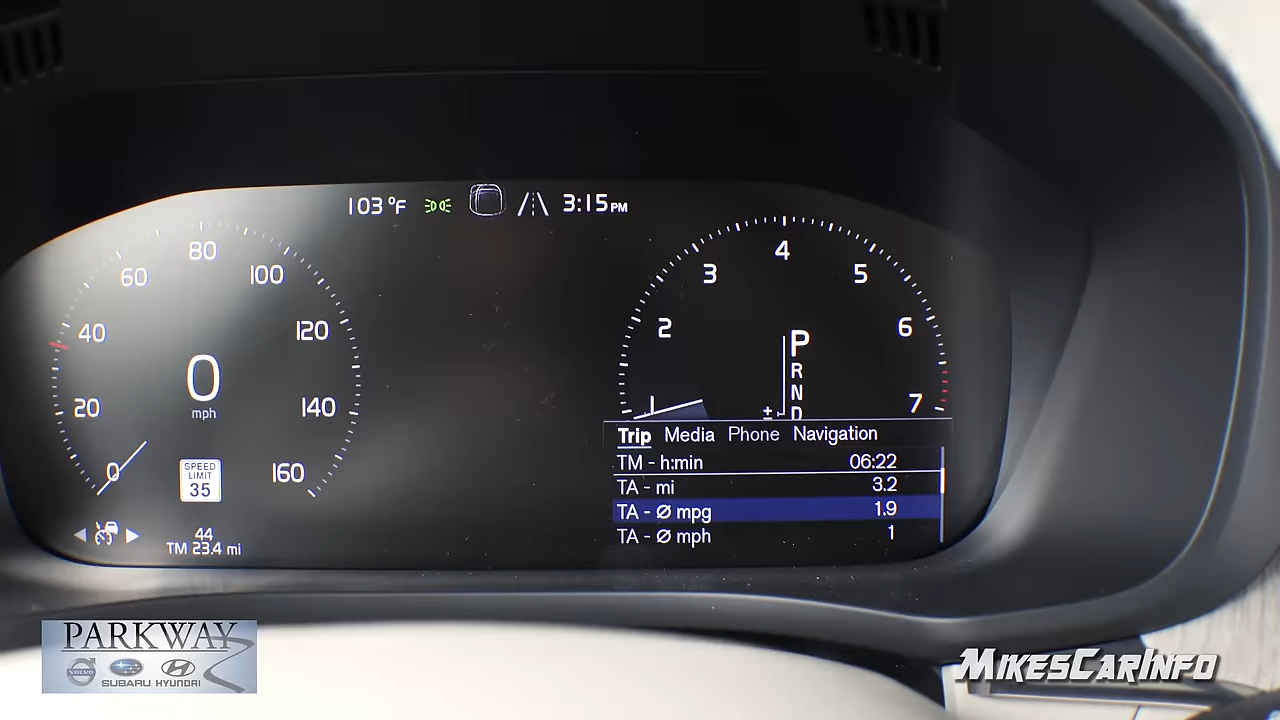 103 °F
3:15 PM
80
60
100
40
120
0
mph
20
140
0
SPEED
LIMIT
35
160
44
TM 23.4 mi
4
3
5
2
6
1
7
P
R
N
D
±
Trip Media Phone Navigation
TM - h:min 06:22
TA - mi 3.2
TA - Ø mpg 1.9
TA - Ø mph 1
PARKWAY
VOLVO
SUBARU HYUNDAI
MIKESCARINFO